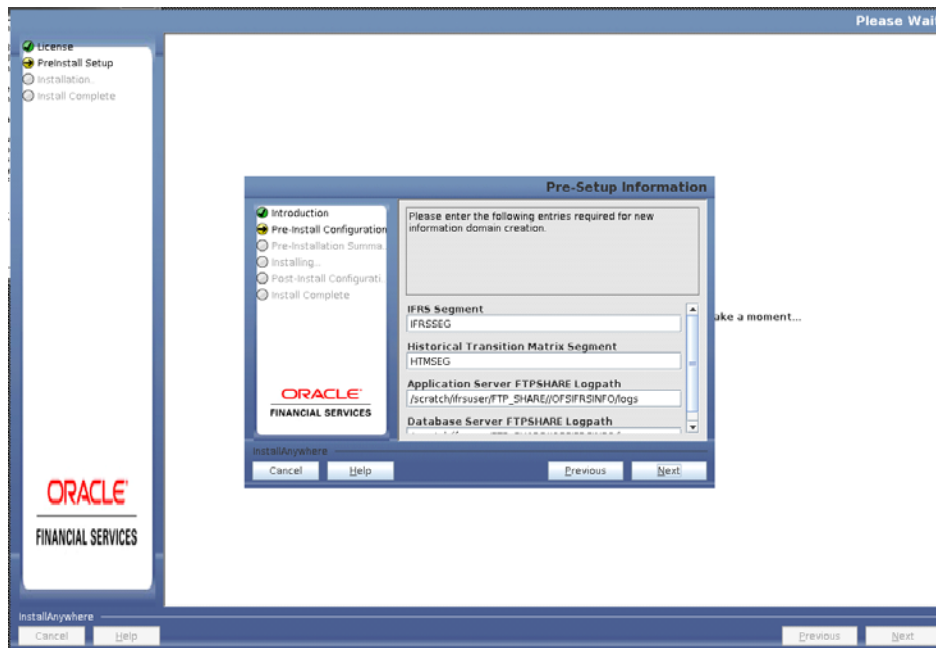 Please Wai
License
Preinstall Setup
Installation.
Install Complete
Pre-Setup Information
Introduction
Pre-Install Configuration
Pre-Installation Summa.
Installing...
Post-Install Configurati.
Install Complete
Please enter the following entries required for new
information domain creation.
IFRS Segment
IFRSSEG
Historical Transition Matrix Segment
HTMSEG
Application Server FTPSHARE Logpath
/scratch/ifrsuser/FTP_SHARE//OFSIFRSINFO/logs
Database Server FTPSHARE Logpath
ake a moment...
ORACLE
FINANCIAL SERVICES
InstallAnywhere
Cancel Help Previous Next
ORACLE
FINANCIAL SERVICES
InstallAnywhere
Cancel Help Previous Next